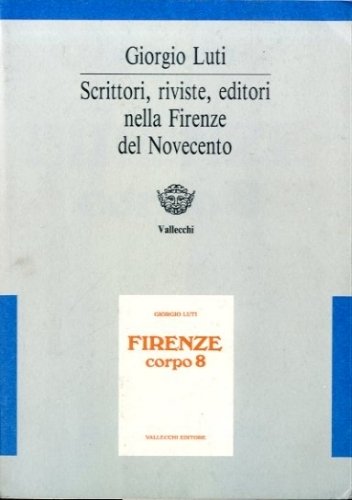 Giorgio Luti
Scrittori, riviste, editori
nella Firenze
del Novecento
Vallecchi
GIORGIO LUTI
FIRENZE
corpo 8
VALLECCHI EDITORE